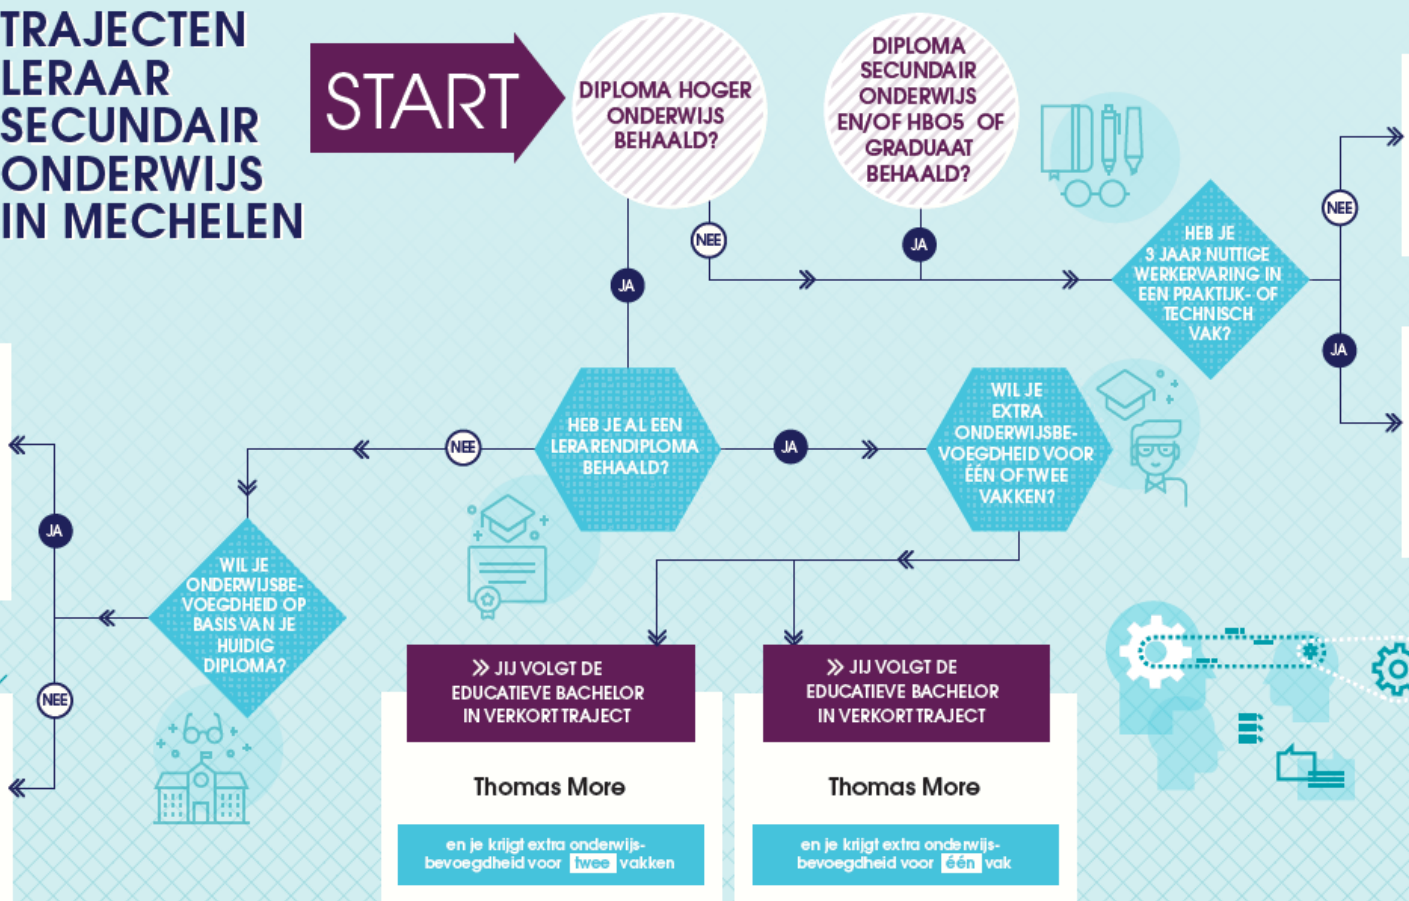 TRAJECTEN
LERAAR
SECUNDAIR
ONDERWIJS
IN MECHELEN
START
DIPLOMA HOGER
ONDERWIJS
BEHAALD?
DIPLOMA
SECUNDAIR
ONDERWIJS
EN/OF HBO5 OF
GRADUAAT
BEHAALD?
NEE
JA
JA
HEB JE
3 JAAR NUTTIGE
WERKERVARING IN
EEN PRAKTIJK- OF
TECHNISCH
VAK?
NEE
JA
HEB JE AL EEN
LERARENDIPLOMA
BEHAALD?
NEE
JA
WIL JE
EXTRA
ONDERWIJSBE-
VOEGDHEID VOOR
ÉÉN OF TWEE
VAKKEN?
WIL JE
ONDERWIJSBE-
VOEGDHEID OP
BASIS VAN JE
HUIDIG
DIPLOMA?
JA
NEE
» JIJ VOLGT DE
EDUCATIEVE BACHELOR
IN VERKORT TRAJECT
Thomas More
en je krijgt extra onderwijs-
bevoegdheid voor twee vakken
» JIJ VOLGT DE
EDUCATIEVE BACHELOR
IN VERKORT TRAJECT
Thomas More
en je krijgt extra onderwijs-
bevoegdheid voor één vak